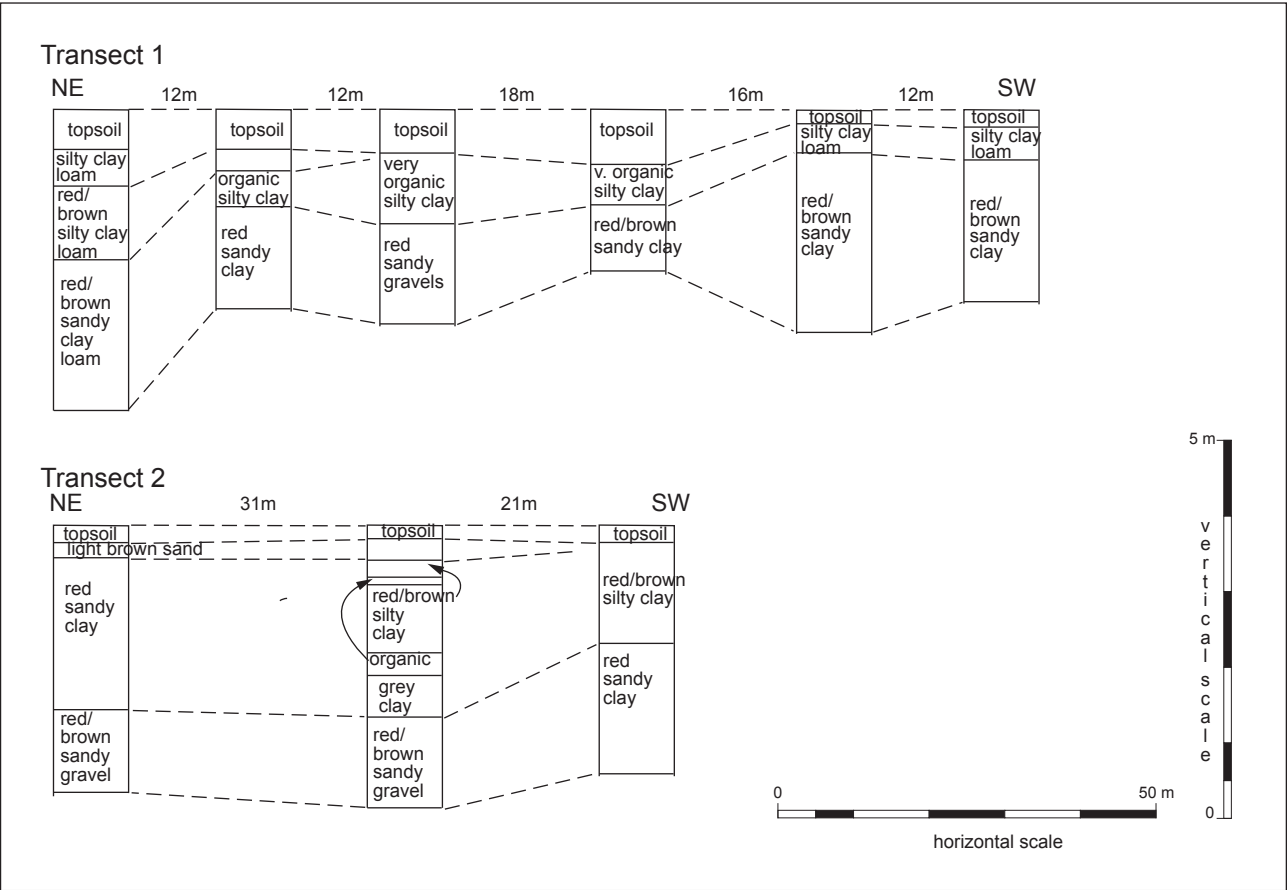 Transect 1
NE
12m
12m
18m
16m
12m
SW
topsoil
silty clay
loam
red/
brown
silty clay
loam
red/
brown
sandy
clay
loam
topsoil
organic
silty clay
red
sandy
clay
topsoil
very
organic
silty clay
red
sandy
gravels
topsoil
v. organic
silty clay
red/brown
sandy clay
topsoil
silty clay
loam
red/
brown
sandy
clay
topsoil
silty clay
loam
red/
brown
sandy
clay
Transect 2
NE
31m
21m
SW
topsoil
light brown sand
red
sandy
clay
red/
brown
sandy
gravel
topsoil
red/brown
silty
clay
organic
grey
clay
red/
brown
sandy
gravel
topsoil
red/brown
silty clay
red
sandy
clay
5 m
vertical scale
0
0
50 m
horizontal scale